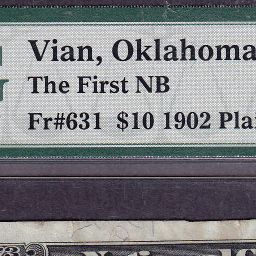 Vian, Oklahoma
The First NB
Fr#631 $10 1902 Plai